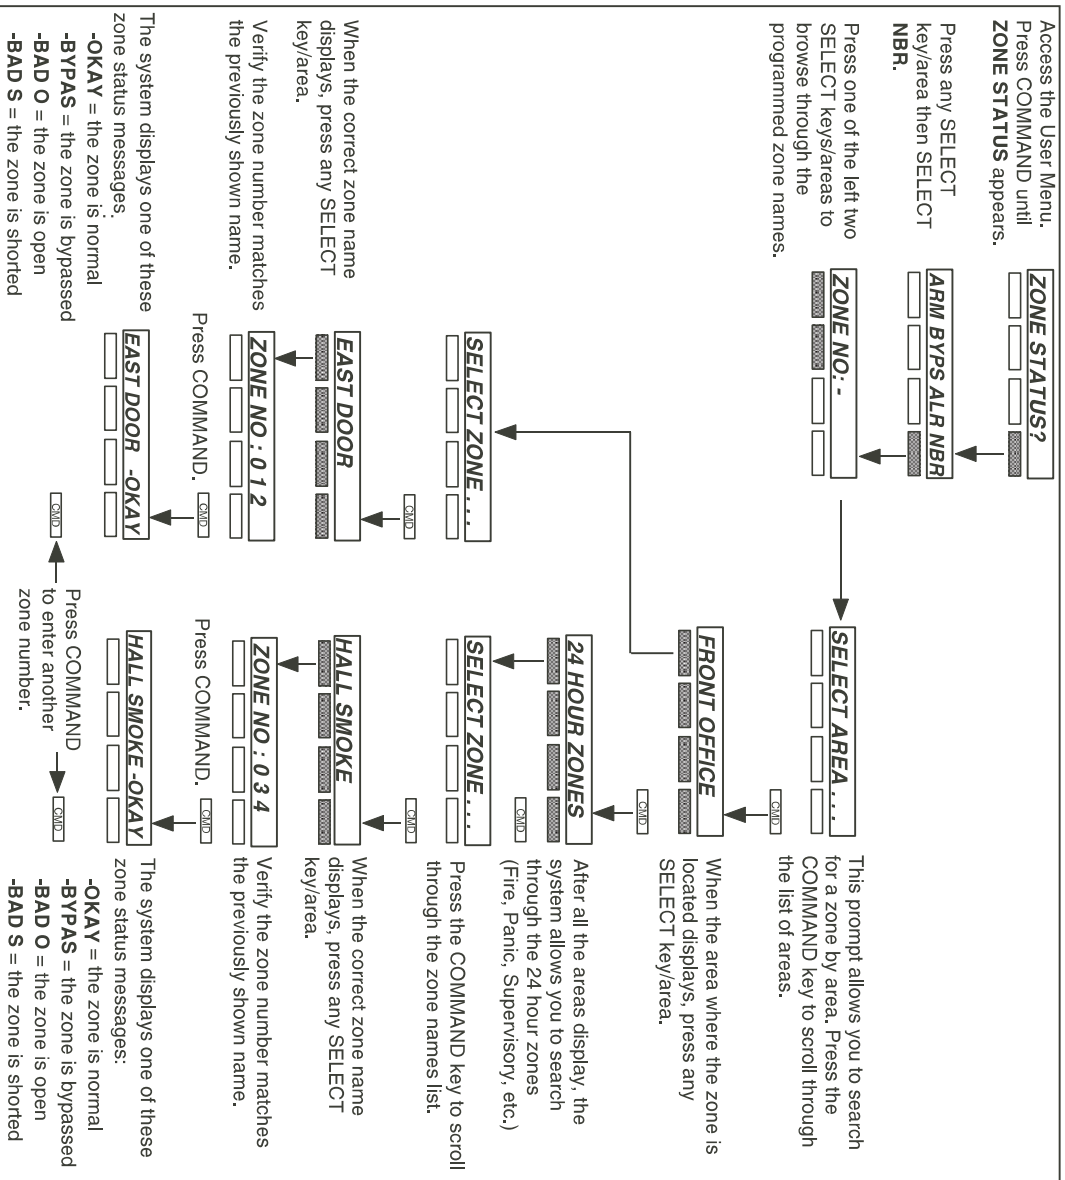 Access the User Menu.
Press COMMAND until
ZONE STATUS appears.
ZONE STATUS?
Press any SELECT
key/area then SELECT
NBR.
ARM BYPS ALR NBR
Press one of the left two
SELECT keys/areas to
browse through the
programmed zone names.
ZONE NO: -
SELECT AREA . . .
This prompt allows you to search
for a zone by area. Press the
COMMAND key to scroll through
the list of areas.
CMD
FRONT OFFICE
When the area where the zone is
located displays, press any
SELECT key/area.
CMD
24 HOUR ZONES
After all the areas display, the
system allows you to search
through the 24 hour zones
(Fire, Panic, Supervisory, etc.)
CMD
SELECT ZONE . . .
SELECT ZONE . . .
Press the COMMAND key to scroll
through the zone names list.
CMD
CMD
When the correct zone name
displays, press any SELECT
key/area.
EAST DOOR
HALL SMOKE
When the correct zone name
displays, press any SELECT
key/area.
Verify the zone number matches
the previously shown name.
ZONE NO : 0 1 2
ZONE NO : 0 3 4
Verify the zone number matches
the previously shown name.
Press COMMAND.
CMD
Press COMMAND.
CMD
The system displays one of these
zone status messages:
-OKAY = the zone is normal
-BYPAS = the zone is bypassed
-BAD O = the zone is open
-BAD S = the zone is shorted
EAST DOOR -OKAY
HALL SMOKE -OKAY
The system displays one of these
zone status messages:
-OKAY = the zone is normal
-BYPAS = the zone is bypassed
-BAD O = the zone is open
-BAD S = the zone is shorted
CMD
Press COMMAND
to enter another
zone number.
CMD